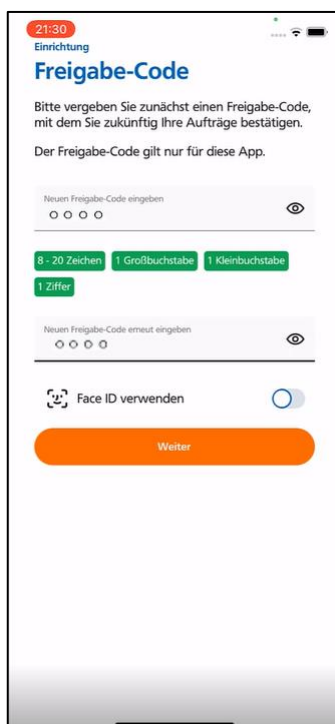 21:30
Einrichtung
Freigabe-Code
Bitte vergeben Sie zunächst einen Freigabe-Code,
mit dem Sie zukünftig Ihre Aufträge bestätigen.
Der Freigabe-Code gilt nur für diese App.
Neuen Freigabe-Code eingeben
8 - 20 Zeichen 1 Großbuchstabe 1 Kleinbuchstabe
1 Ziffer
Neuen Freigabe-Code erneut eingeben
Face ID verwenden
Weiter